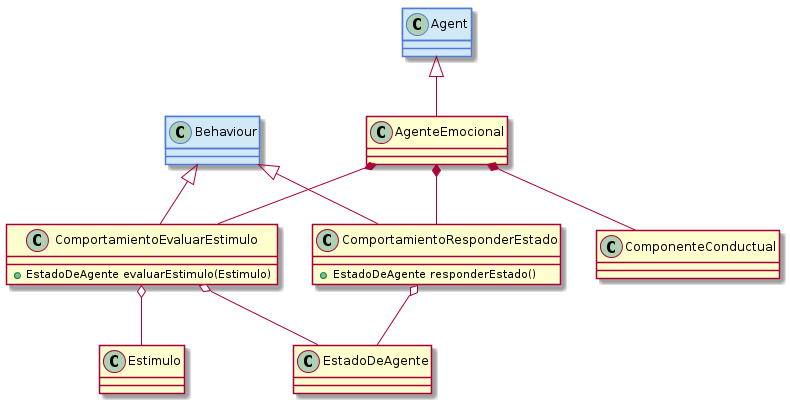 C Agent
C Behaviour
C AgenteEmocional
C ComportamientoEvaluarEstimulo
EstadoDeAgente evaluarEstimulo(Estimulo)
C ComportamientoResponderEstado
EstadoDeAgente responderEstado()
C ComponenteConductual
C Estimulo
C EstadoDeAgente